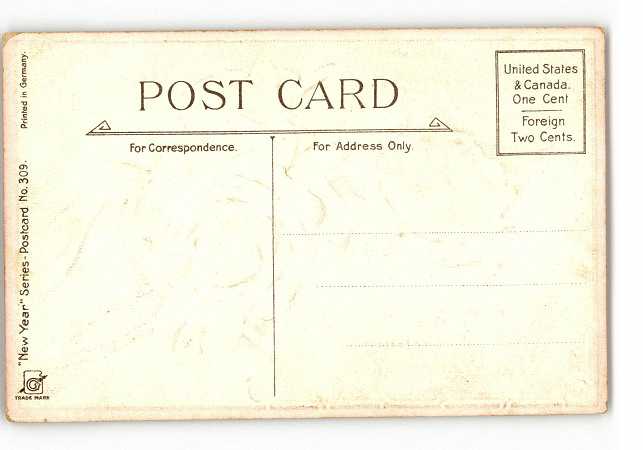 POST CARD
United States
& Canada.
One Cent
Foreign
Two Cents.
For Correspondence.
For Address Only.
Printed in Germany.
"New Year" Series - Postcard No. 309.
G
TRADE MARK